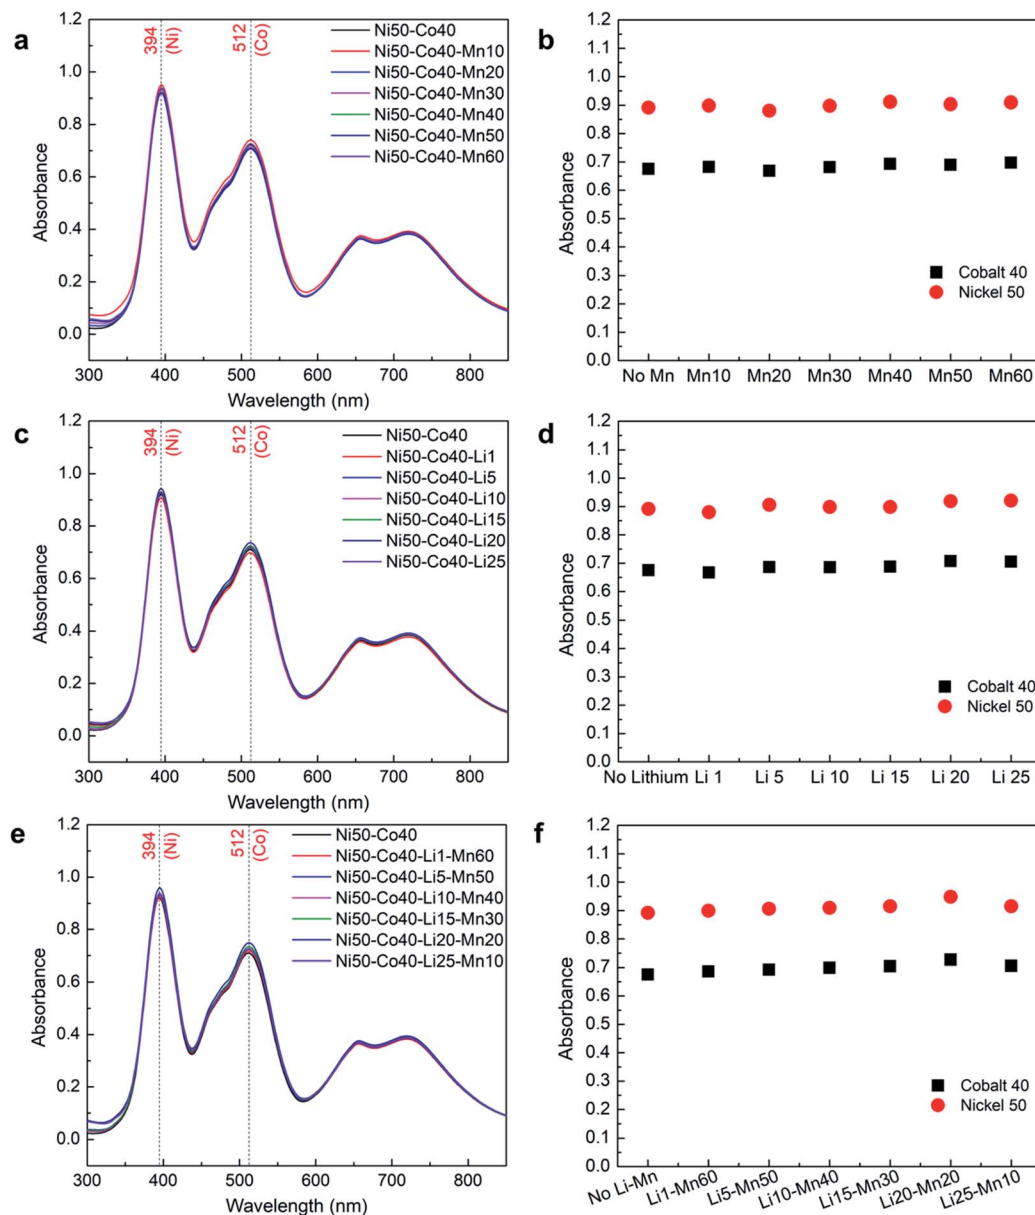 a
394
(Ni)
512
(Co)
Ni50-Co40
Ni50-Co40-Mn10
Ni50-Co40-Mn20
Ni50-Co40-Mn30
Ni50-Co40-Mn40
Ni50-Co40-Mn50
Ni50-Co40-Mn60
1.2
1.0
0.8
0.6
0.4
0.2
0.0
Absorbance
300 400 500 600 700 800
Wavelength (nm)
b
1.2
1.1
1.0
0.9
0.8
0.7
0.6
0.5
0.4
0.3
0.2
0.1
0.0
Absorbance
Cobalt 40
Nickel 50
No Mn Mn10 Mn20 Mn30 Mn40 Mn50 Mn60
c
394
(Ni)
512
(Co)
Ni50-Co40
Ni50-Co40-Li1
Ni50-Co40-Li5
Ni50-Co40-Li10
Ni50-Co40-Li15
Ni50-Co40-Li20
Ni50-Co40-Li25
1.2
1.0
0.8
0.6
0.4
0.2
0.0
Absorbance
300 400 500 600 700 800
Wavelength (nm)
d
1.2
1.1
1.0
0.9
0.8
0.7
0.6
0.5
0.4
0.3
0.2
0.1
0.0
Absorbance
Cobalt 40
Nickel 50
No Lithium Li 1 Li 5 Li 10 Li 15 Li 20 Li 25
e
394
(Ni)
512
(Co)
Ni50-Co40
Ni50-Co40-Li1-Mn60
Ni50-Co40-Li5-Mn50
Ni50-Co40-Li10-Mn40
Ni50-Co40-Li15-Mn30
Ni50-Co40-Li20-Mn20
Ni50-Co40-Li25-Mn10
1.2
1.0
0.8
0.6
0.4
0.2
0.0
Absorbance
300 400 500 600 700 800
Wavelength (nm)
f
1.2
1.1
1.0
0.9
0.8
0.7
0.6
0.5
0.4
0.3
0.2
0.1
0.0
Absorbance
Cobalt 40
Nickel 50
No Li-Mn Li1-Mn60 Li5-Mn50 Li10-Mn40 Li15-Mn30 Li20-Mn20 Li25-Mn10